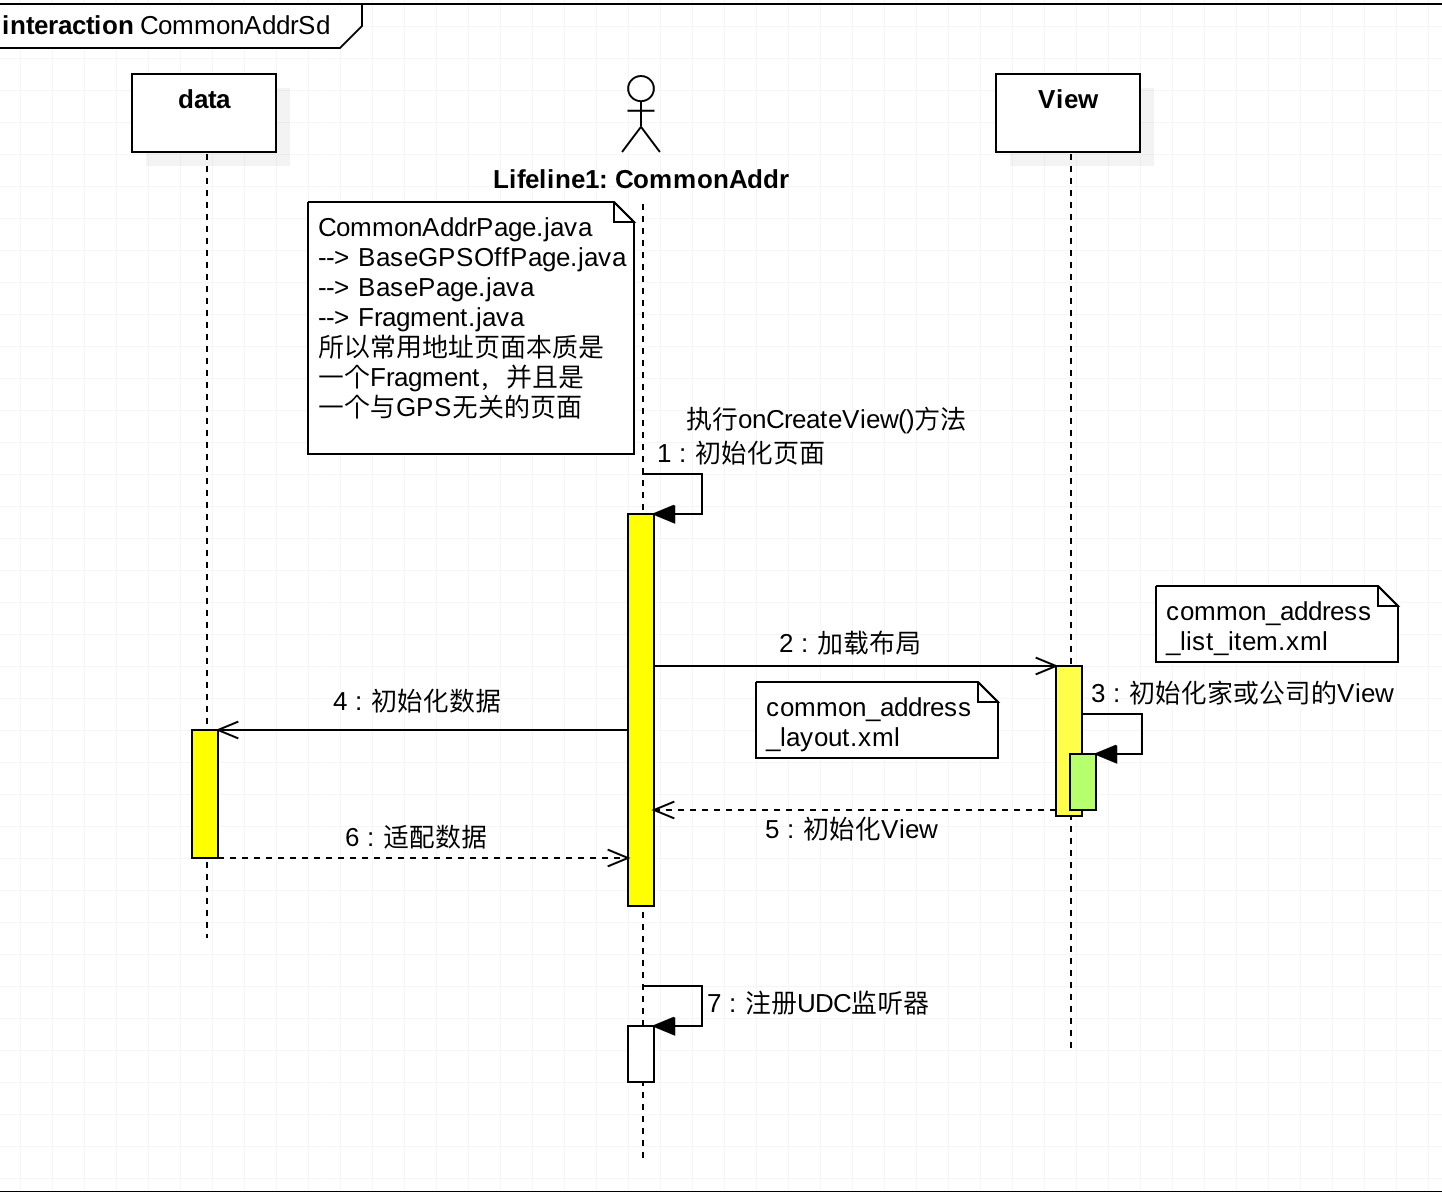 interaction CommonAddrSd
data
View
Lifeline1: CommonAddr
CommonAddrPage.java
--> BaseGPSOffPage.java
--> BasePage.java
--> Fragment.java
所以常用地址页面本质是
一个Fragment，并且是
一个与GPS无关的页面
执行onCreateView()方法
1 : 初始化页面
common_address
_list_item.xml
2 : 加载布局
3 : 初始化家或公司的View
4 : 初始化数据
common_address
_layout.xml
5 : 初始化View
6 : 适配数据
7 : 注册UDC监听器